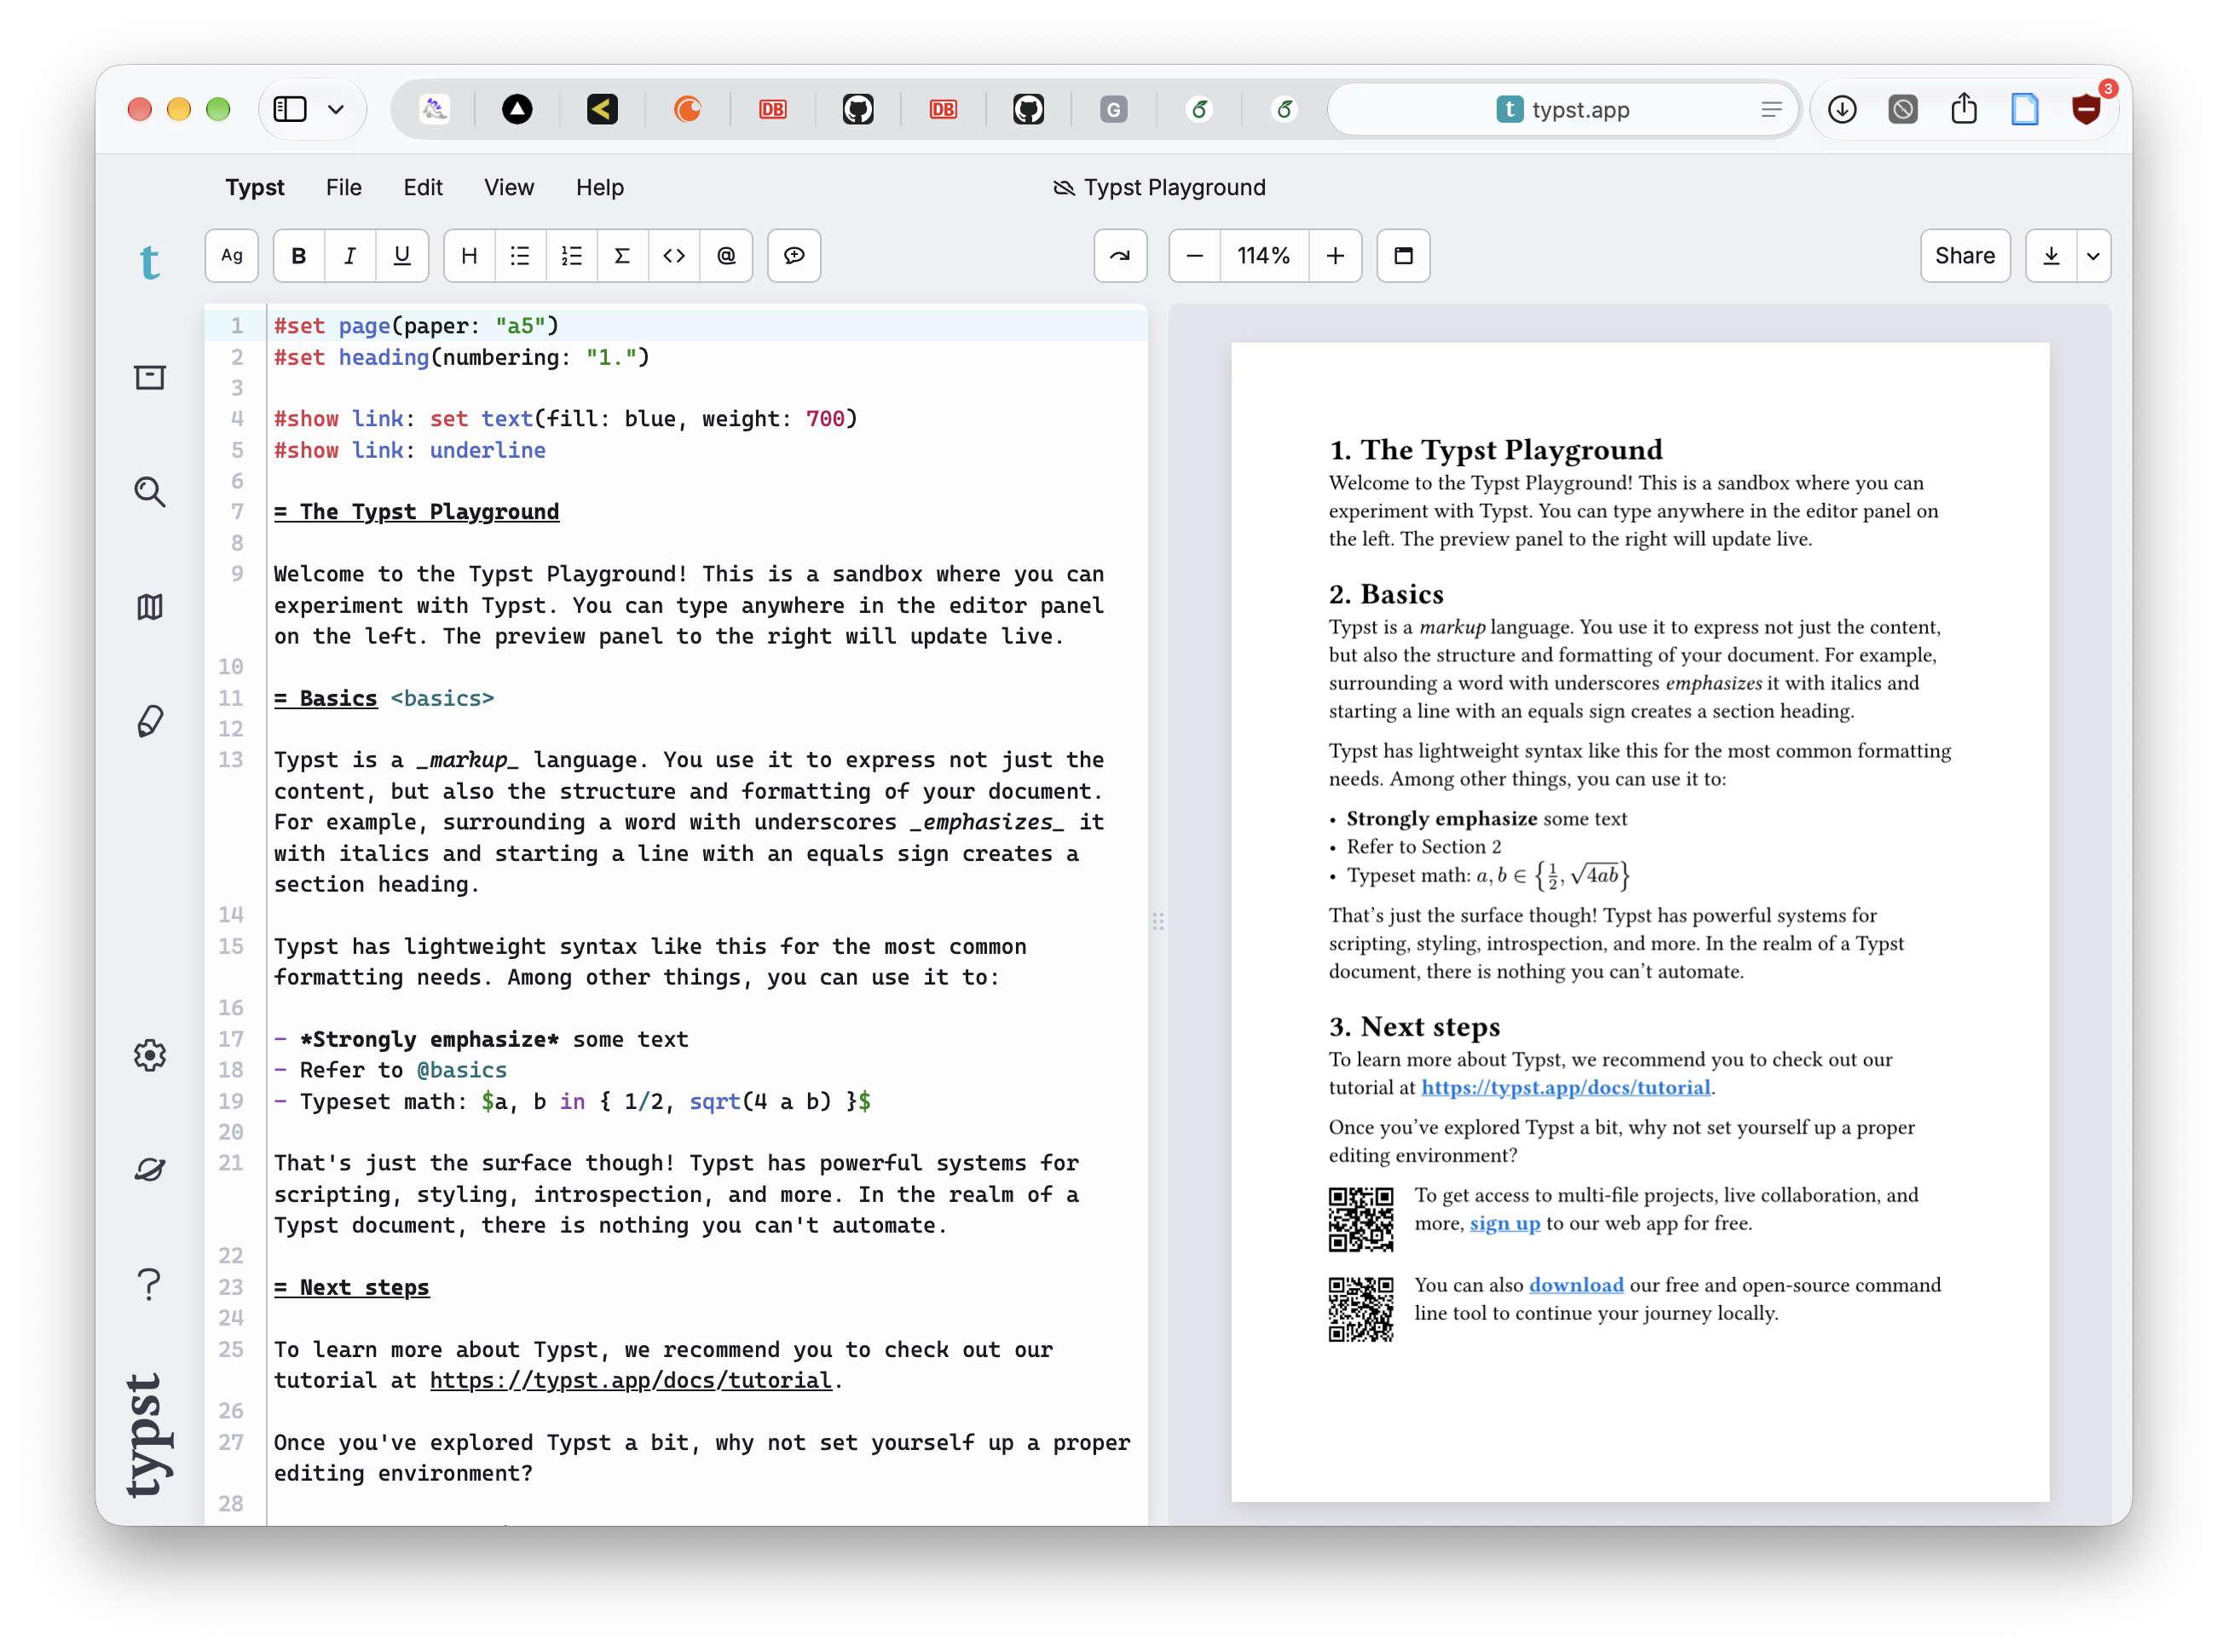 DB
DB
G
t typst.app
3
Typst File Edit View Help
Typst Playground
t
Ag B I U H Σ <> @
114%
Share
1 #set page(paper: "a5")
2 #set heading(numbering: "1.")
3
4 #show link: set text(fill: blue, weight: 700)
5 #show link: underline
6
7 = The Typst Playground
8
9 Welcome to the Typst Playground! This is a sandbox where you can
experiment with Typst. You can type anywhere in the editor panel
on the left. The preview panel to the right will update live.
10
11 = Basics <basics>
12
13 Typst is a _markup_ language. You use it to express not just the
content, but also the structure and formatting of your document.
For example, surrounding a word with underscores _emphasizes_ it
with italics and starting a line with an equals sign creates a
section heading.
14
15 Typst has lightweight syntax like this for the most common
formatting needs. Among other things, you can use it to:
16
17 - *Strongly emphasize* some text
18 - Refer to @basics
19 - Typeset math: $a, b in { 1/2, sqrt(4 a b) }$
20
21 That's just the surface though! Typst has powerful systems for
scripting, styling, introspection, and more. In the realm of a
Typst document, there is nothing you can't automate.
22
23 = Next steps
24
25 To learn more about Typst, we recommend you to check out our
tutorial at https://typst.app/docs/tutorial.
26
27 Once you've explored Typst a bit, why not set yourself up a proper
editing environment?
28
typst
1. The Typst Playground
Welcome to the Typst Playground! This is a sandbox where you can
experiment with Typst. You can type anywhere in the editor panel on
the left. The preview panel to the right will update live.
2. Basics
Typst is a markup language. You use it to express not just the content,
but also the structure and formatting of your document. For example,
surrounding a word with underscores emphasizes it with italics and
starting a line with an equals sign creates a section heading.
Typst has lightweight syntax like this for the most common formatting
needs. Among other things, you can use it to:
• Strongly emphasize some text
• Refer to Section 2
• Typeset math: a, b ∈ {1/2, √4ab}
That’s just the surface though! Typst has powerful systems for
scripting, styling, introspection, and more. In the realm of a Typst
document, there is nothing you can’t automate.
3. Next steps
To learn more about Typst, we recommend you to check out our
tutorial at https://typst.app/docs/tutorial.
Once you’ve explored Typst a bit, why not set yourself up a proper
editing environment?
To get access to multi-file projects, live collaboration, and
more, sign up to our web app for free.
You can also download our free and open-source command
line tool to continue your journey locally.